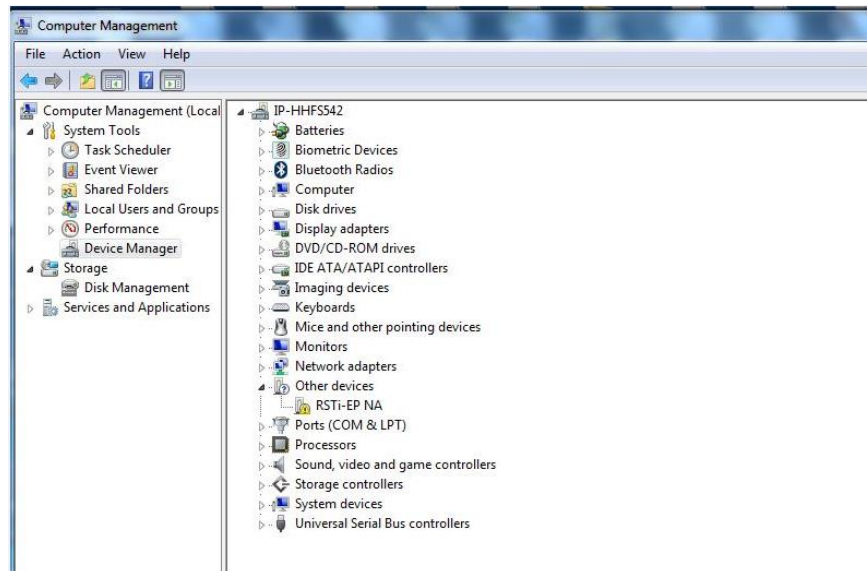 Computer Management
File Action View Help
Computer Management (Local
System Tools
Task Scheduler
Event Viewer
Shared Folders
Local Users and Groups
Performance
Device Manager
Storage
Disk Management
Services and Applications
IP-HHFS542
Batteries
Biometric Devices
Bluetooth Radios
Computer
Disk drives
Display adapters
DVD/CD-ROM drives
IDE ATA/ATAPI controllers
Imaging devices
Keyboards
Mice and other pointing devices
Monitors
Network adapters
Other devices
RSTi-EP NA
Ports (COM & LPT)
Processors
Sound, video and game controllers
Storage controllers
System devices
Universal Serial Bus controllers